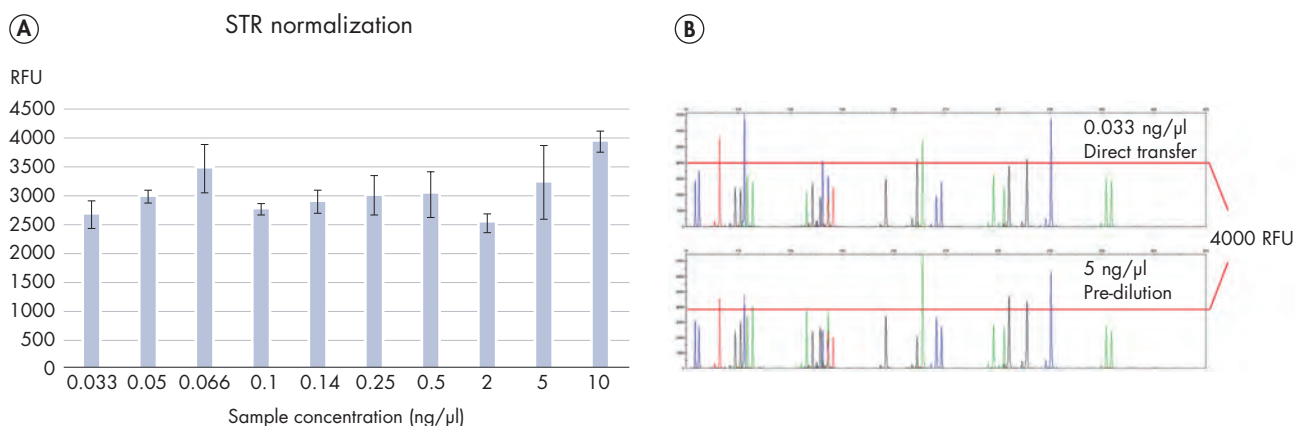 A
STR normalization
RFU
4500
4000
3500
3000
2500
2000
1500
1000
500
0
0.033 0.05 0.066 0.1 0.14 0.25 0.5 2 5 10
Sample concentration (ng/µl)
B
0.033 ng/µl
Direct transfer
4000 RFU
5 ng/µl
Pre-dilution